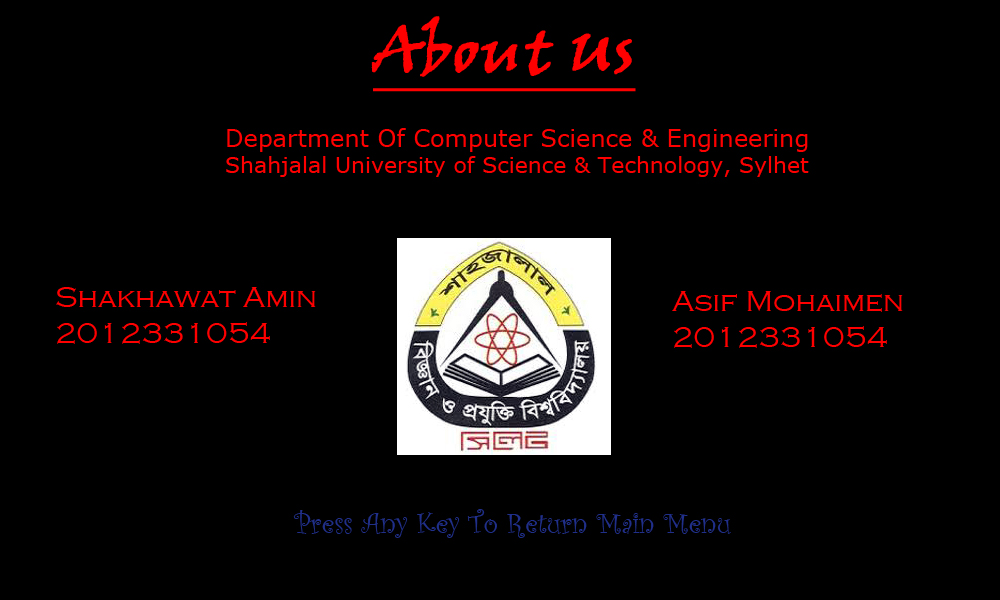 About Us
Department Of Computer Science & Engineering
Shahjalal University of Science & Technology, Sylhet
Shakhawat Amin
2012331054
শাহজালাল
বিজ্ঞান ও প্রযুক্তি বিশ্ববিদ্যালয়
সিলেট
Asif Mohaimen
2012331054
Press Any Key To Return Main Menu